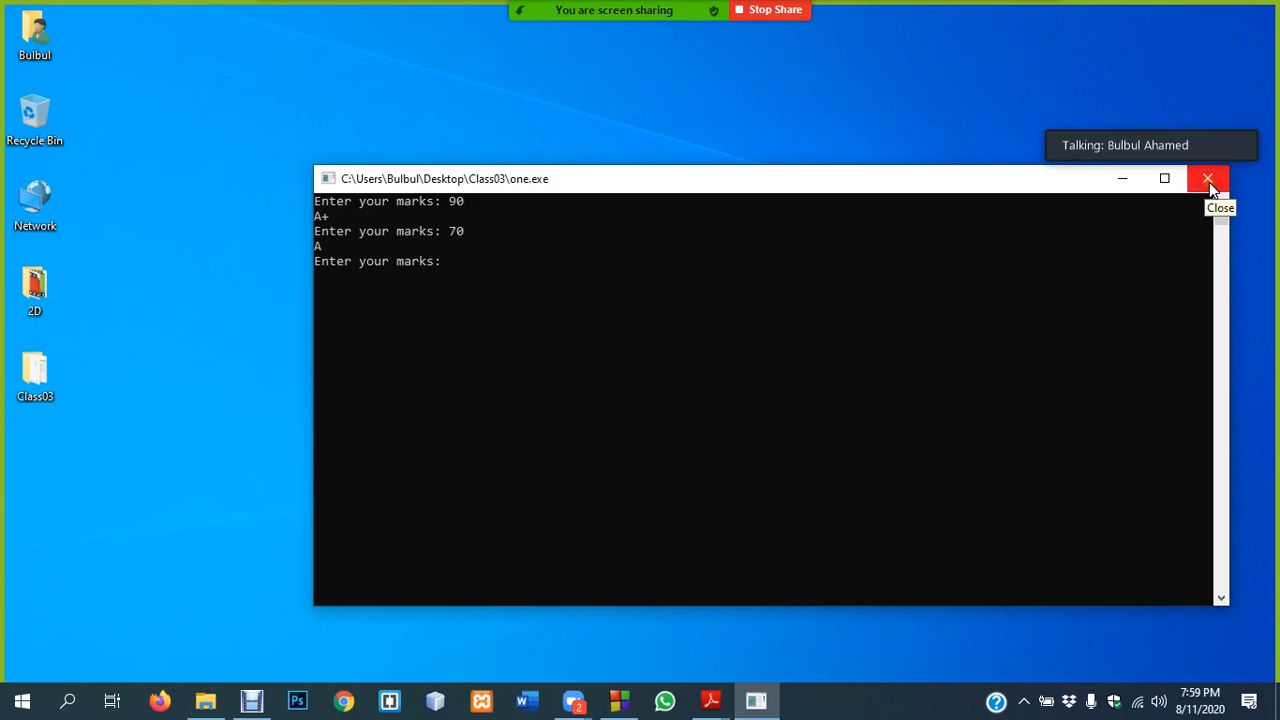 You are screen sharing
Stop Share
Bulbul
Recycle Bin
Talking: Bulbul Ahamed
C:\Users\Bulbul\Desktop\Class03\one.exe
Close
Enter your marks: 90
A+
Enter your marks: 70
A
Enter your marks:
Network
2D
Class03
Ps
2
7:59 PM
8/11/2020